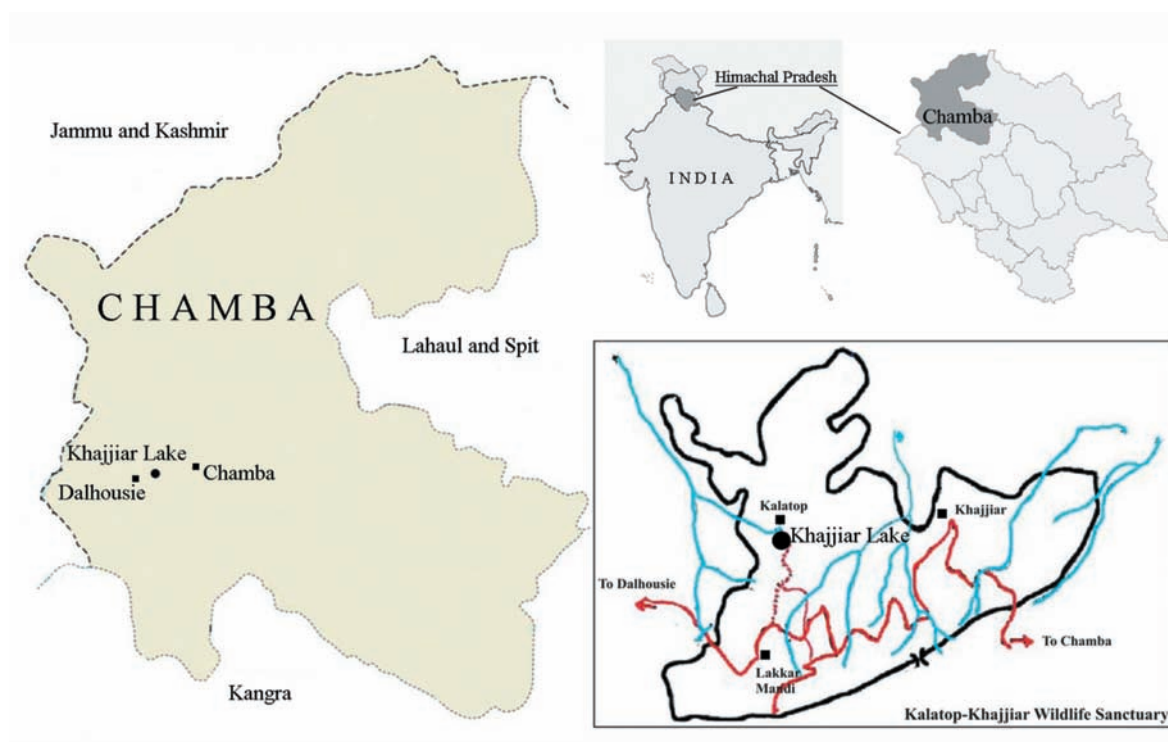 Jammu and Kashmir
CHAMBA
Lahaul and Spit
Khajjiar Lake
Chamba
Dalhousie
Kangra
Himachal Pradesh
INDIA
Chamba
Kalatop
Khajjiar
Khajjiar Lake
To Dalhousie
To Chamba
Lakkar
Mandi
Kalatop-Khajjiar Wildlife Sanctuary